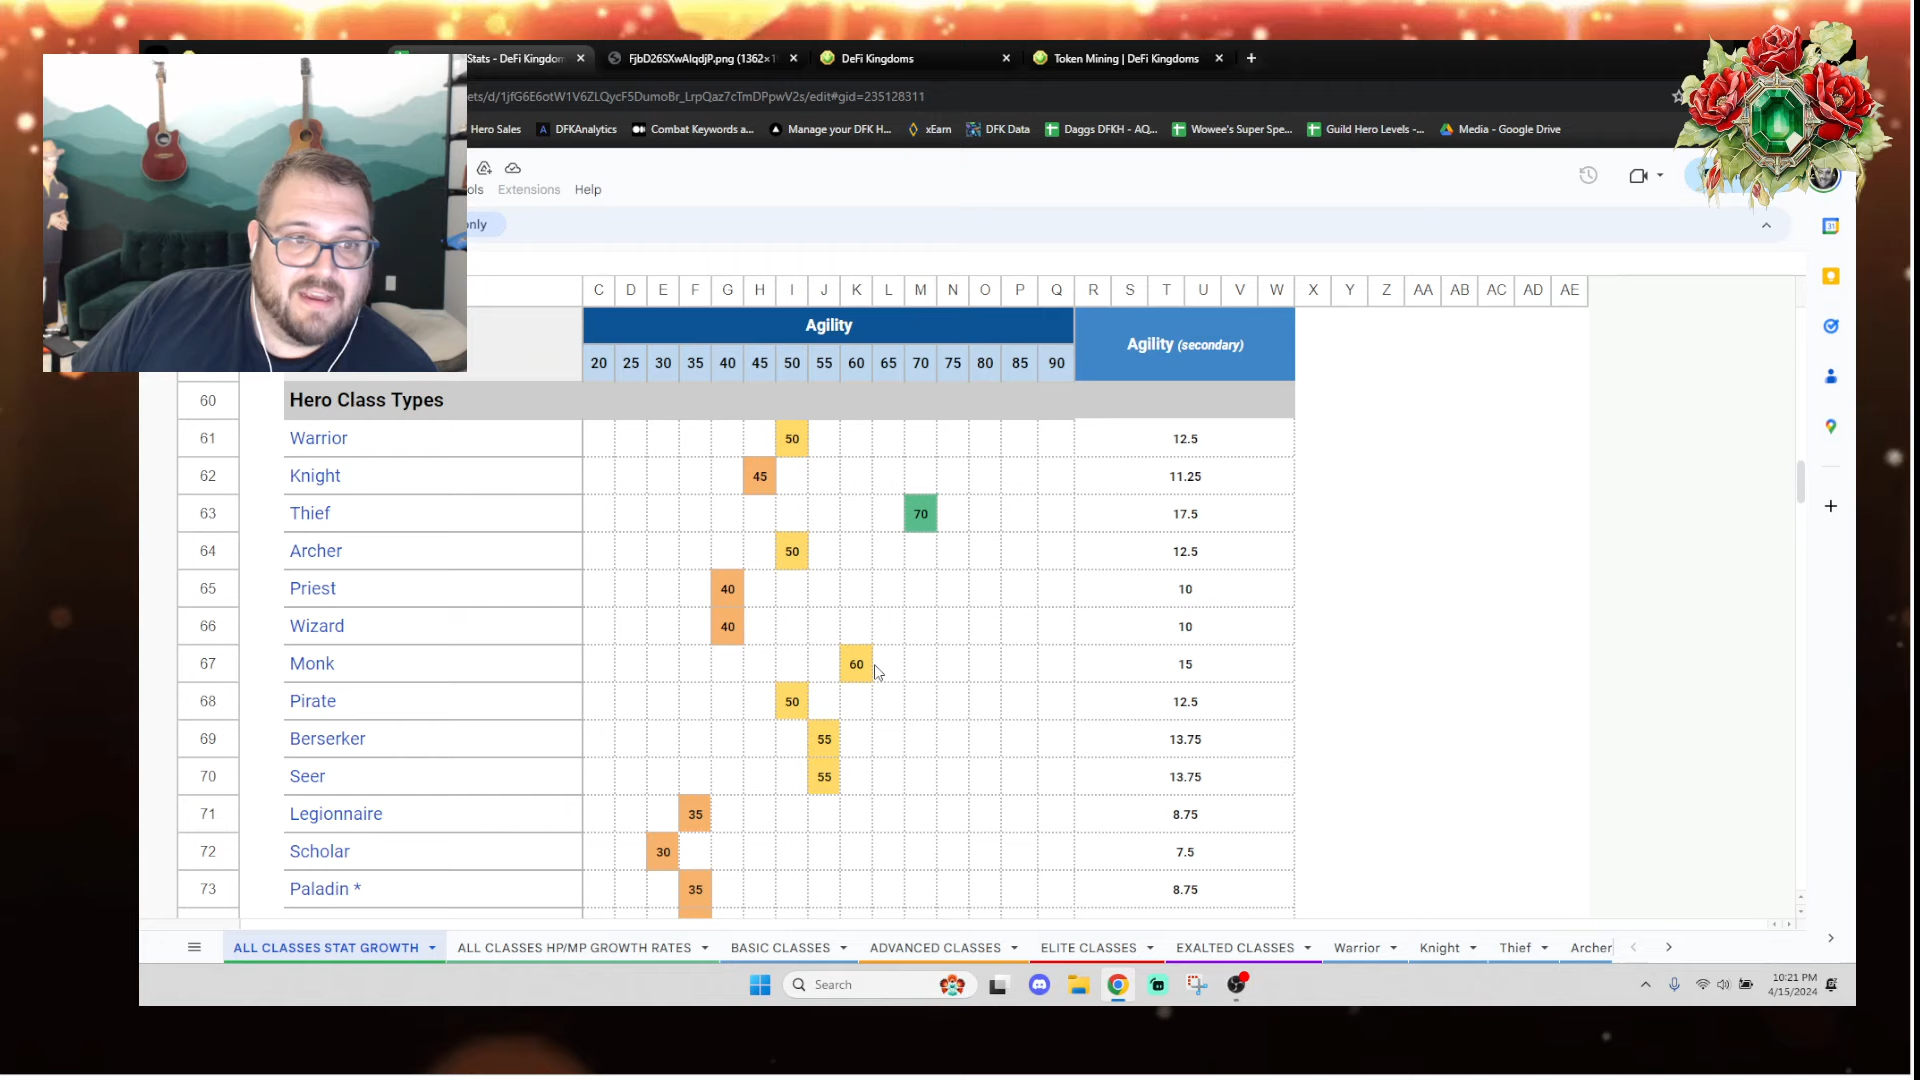 Stats - DeFi Kingdom
FjbD26SXwAIqdjP.png (1362×1
DeFi Kingdoms
Token Mining | DeFi Kingdoms
ets/d/1jfG6E6otW1V6ZLQycF5DumoBr_LrpQaz7cTmDPpwV2s/edit#gid=235128311
Hero Sales
DFKAnalytics
Combat Keywords a...
Manage your DFK H...
xEarn
DFK Data
Daggs DFKH - AQ...
Wowee's Super Spe...
Guild Hero Levels -...
Media - Google Drive
ols Extensions Help
only
31
C D E F G H I J K L M N O P Q R S T U V W X Y Z AA AB AC AD AE
Agility
Agility (secondary)
20 25 30 35 40 45 50 55 60 65 70 75 80 85 90
60 Hero Class Types
61 Warrior 50 12.5
62 Knight 45 11.25
63 Thief 70 17.5
64 Archer 50 12.5
65 Priest 40 10
66 Wizard 40 10
67 Monk 60 15
68 Pirate 50 12.5
69 Berserker 55 13.75
70 Seer 55 13.75
71 Legionnaire 35 8.75
72 Scholar 30 7.5
73 Paladin * 35 8.75
ALL CLASSES STAT GROWTH
ALL CLASSES HP/MP GROWTH RATES
BASIC CLASSES
ADVANCED CLASSES
ELITE CLASSES
EXALTED CLASSES
Warrior
Knight
Thief
Archer
Search
10:21 PM
4/15/2024